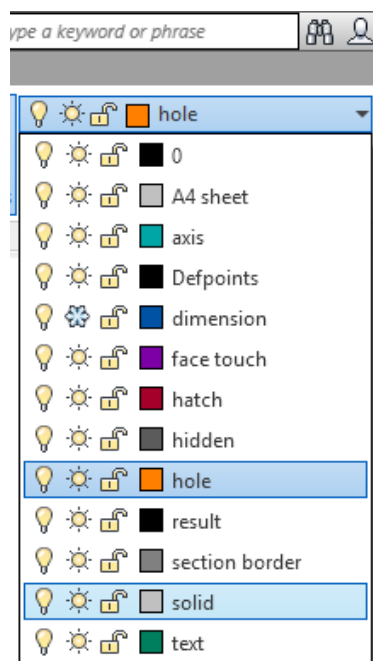 ype a keyword or phrase
hole
0
A4 sheet
axis
Defpoints
dimension
face touch
hatch
hidden
hole
result
section border
solid
text